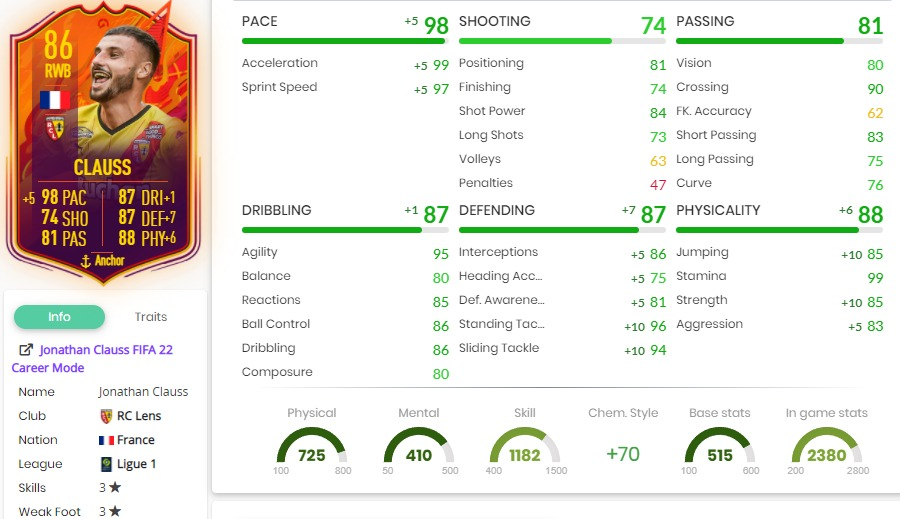 86
RWB
CLAUSS
+5 98 PAC 87 DRI+1
74 SHO 87 DEF+7
81 PAS 88 PHY+6
Anchor
Info Traits
Jonathan Clauss FIFA 22
Career Mode
Name Jonathan Clauss
Club RC Lens
Nation France
League Ligue 1
Skills 3★
Weak Foot 3★
PACE +5 98
Acceleration +5 99
Sprint Speed +5 97
SHOOTING 74
Positioning 81
Finishing 74
Shot Power 84
Long Shots 73
Volleys 63
Penalties 47
PASSING 81
Vision 80
Crossing 90
FK. Accuracy 62
Short Passing 83
Long Passing 75
Curve 76
DRIBBLING +1 87
Agility 95
Balance 80
Reactions 85
Ball Control 86
Dribbling 86
Composure 80
DEFENDING +7 87
Interceptions +5 86
Heading Acc... +5 75
Def. Awarene... +5 81
Standing Tac... +10 96
Sliding Tackle +10 94
PHYSICALITY +6 88
Jumping +10 85
Stamina 99
Strength +10 85
Aggression +5 83
Physical Mental Skill Chem. Style Base stats In game stats
725 410 1182 +70 515 2380
100 800 50 500 400 1500 100 600 200 2800